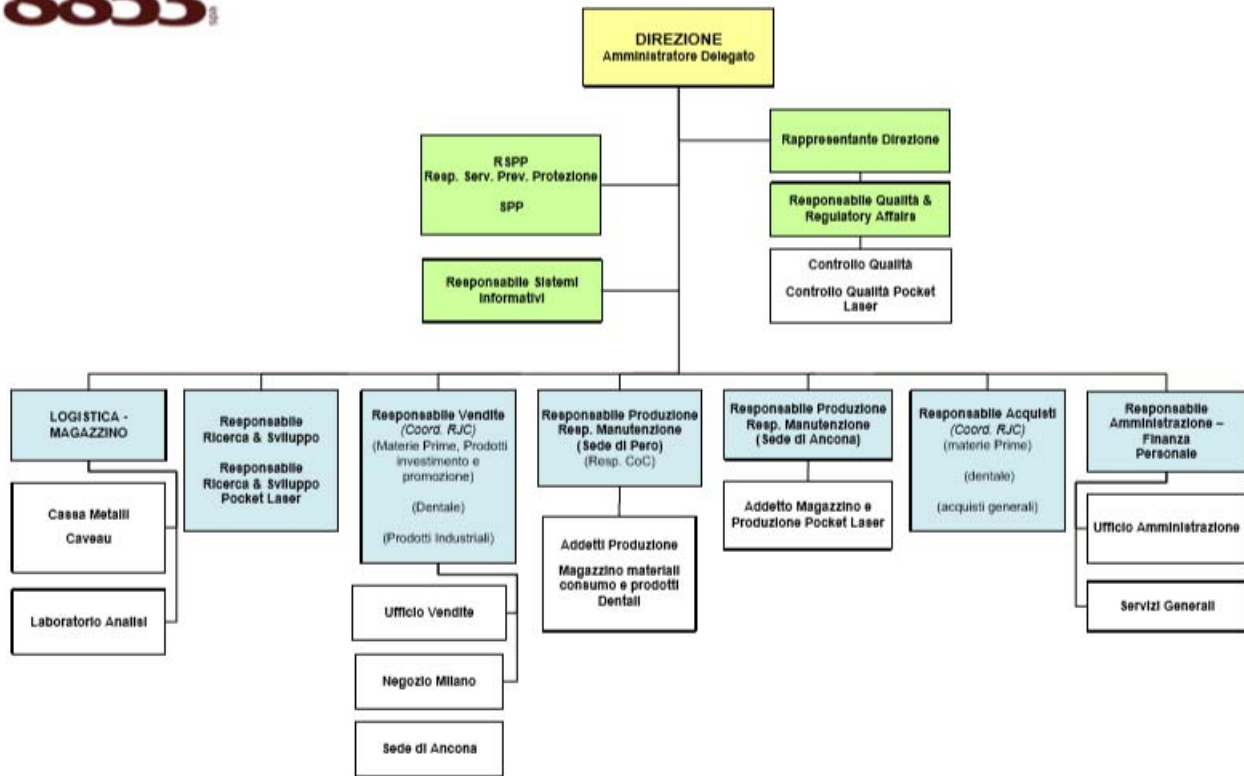 8853
spa
DIREZIONE
Amministratore Delegato
RSPP
Resp. Serv. Prev. Protezione
SPP
Rappresentante Direzione
Responsabile Qualità &
Regulatory Affairs
Controllo Qualità
Controllo Qualità Pocket
Laser
Responsabile Sistemi
Informativi
LOGISTICA -
MAGAZZINO
Cassa Metalli
Caveau
Laboratorio Analisi
Responsabile
Ricerca & Sviluppo
Responsabile
Ricerca & Sviluppo
Pocket Laser
Responsabile Vendite
(Coord. RJC)
(Materie Prime, Prodotti
investimento e
promozione)
(Dentale)
(Prodotti Industriali)
Ufficio Vendite
Negozio Milano
Sede di Ancona
Responsabile Produzione
Resp. Manutenzione
(Sede di Pero)
(Resp. CoC)
Addetti Produzione
Magazzino materiali
consumo e prodotti
Dentali
Responsabile Produzione
Resp. Manutenzione
(Sede di Ancona)
Addetto Magazzino e
Produzione Pocket Laser
Responsabile Acquisti
(Coord. RJC)
(materie Prime)
(dentale)
(acquisti generali)
Responsabile
Amministrazione –
Finanza
Personale
Ufficio Amministrazione
Servizi Generali